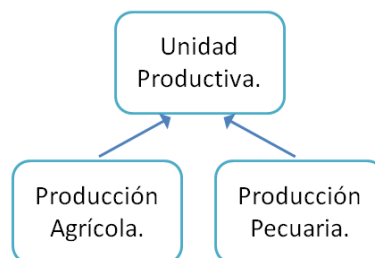 Unidad
Productiva.
Producción
Agrícola.
Producción
Pecuaria.